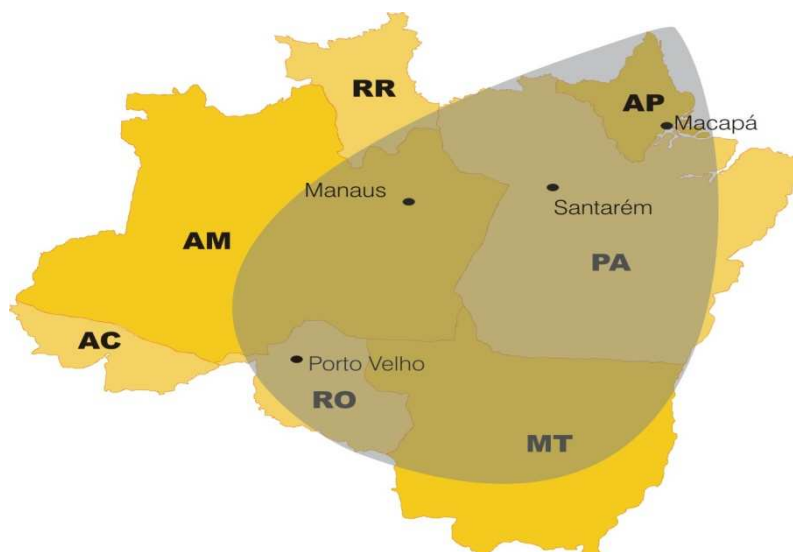 RR
AP
Macapá
Manaus
Santarém
AM
PA
AC
Porto Velho
RO
MT